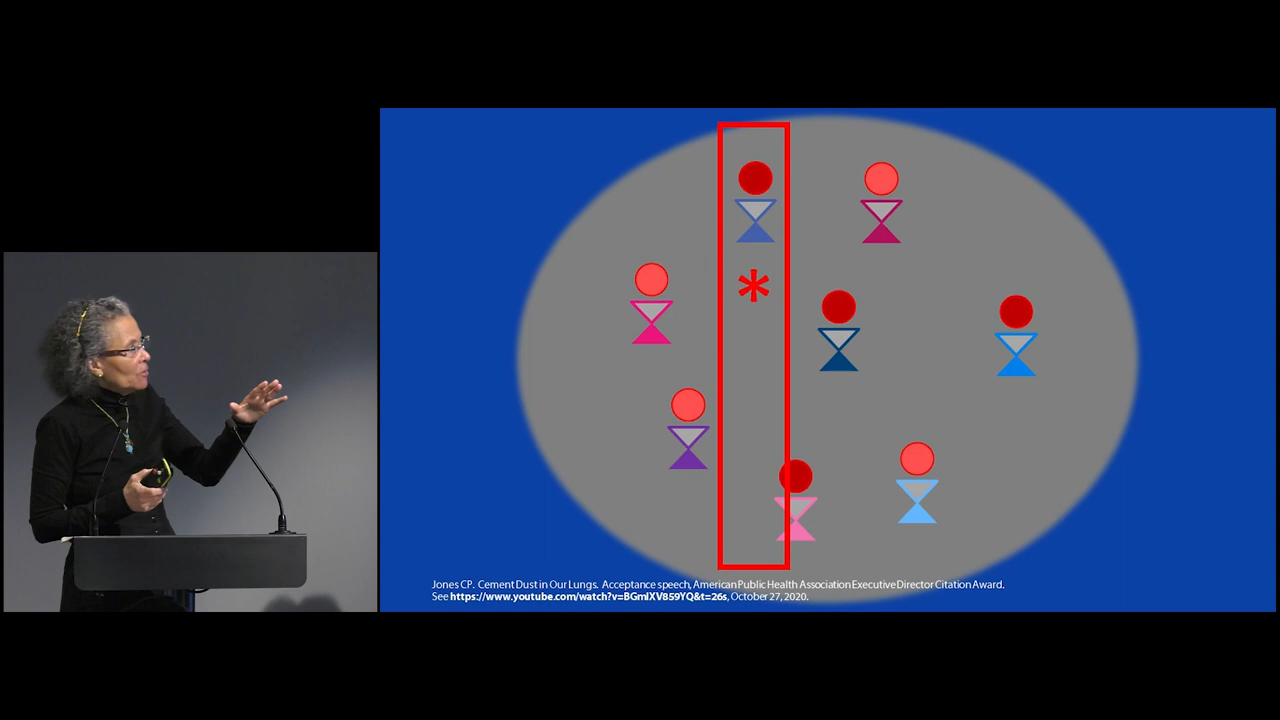 *
Jones CP. Cement Dust in Our Lungs. Acceptance speech, American Public Health Association Executive Director Citation Award.
See https://www.youtube.com/watch?v=BGmIXV859YQ&t=26s, October 27, 2020.